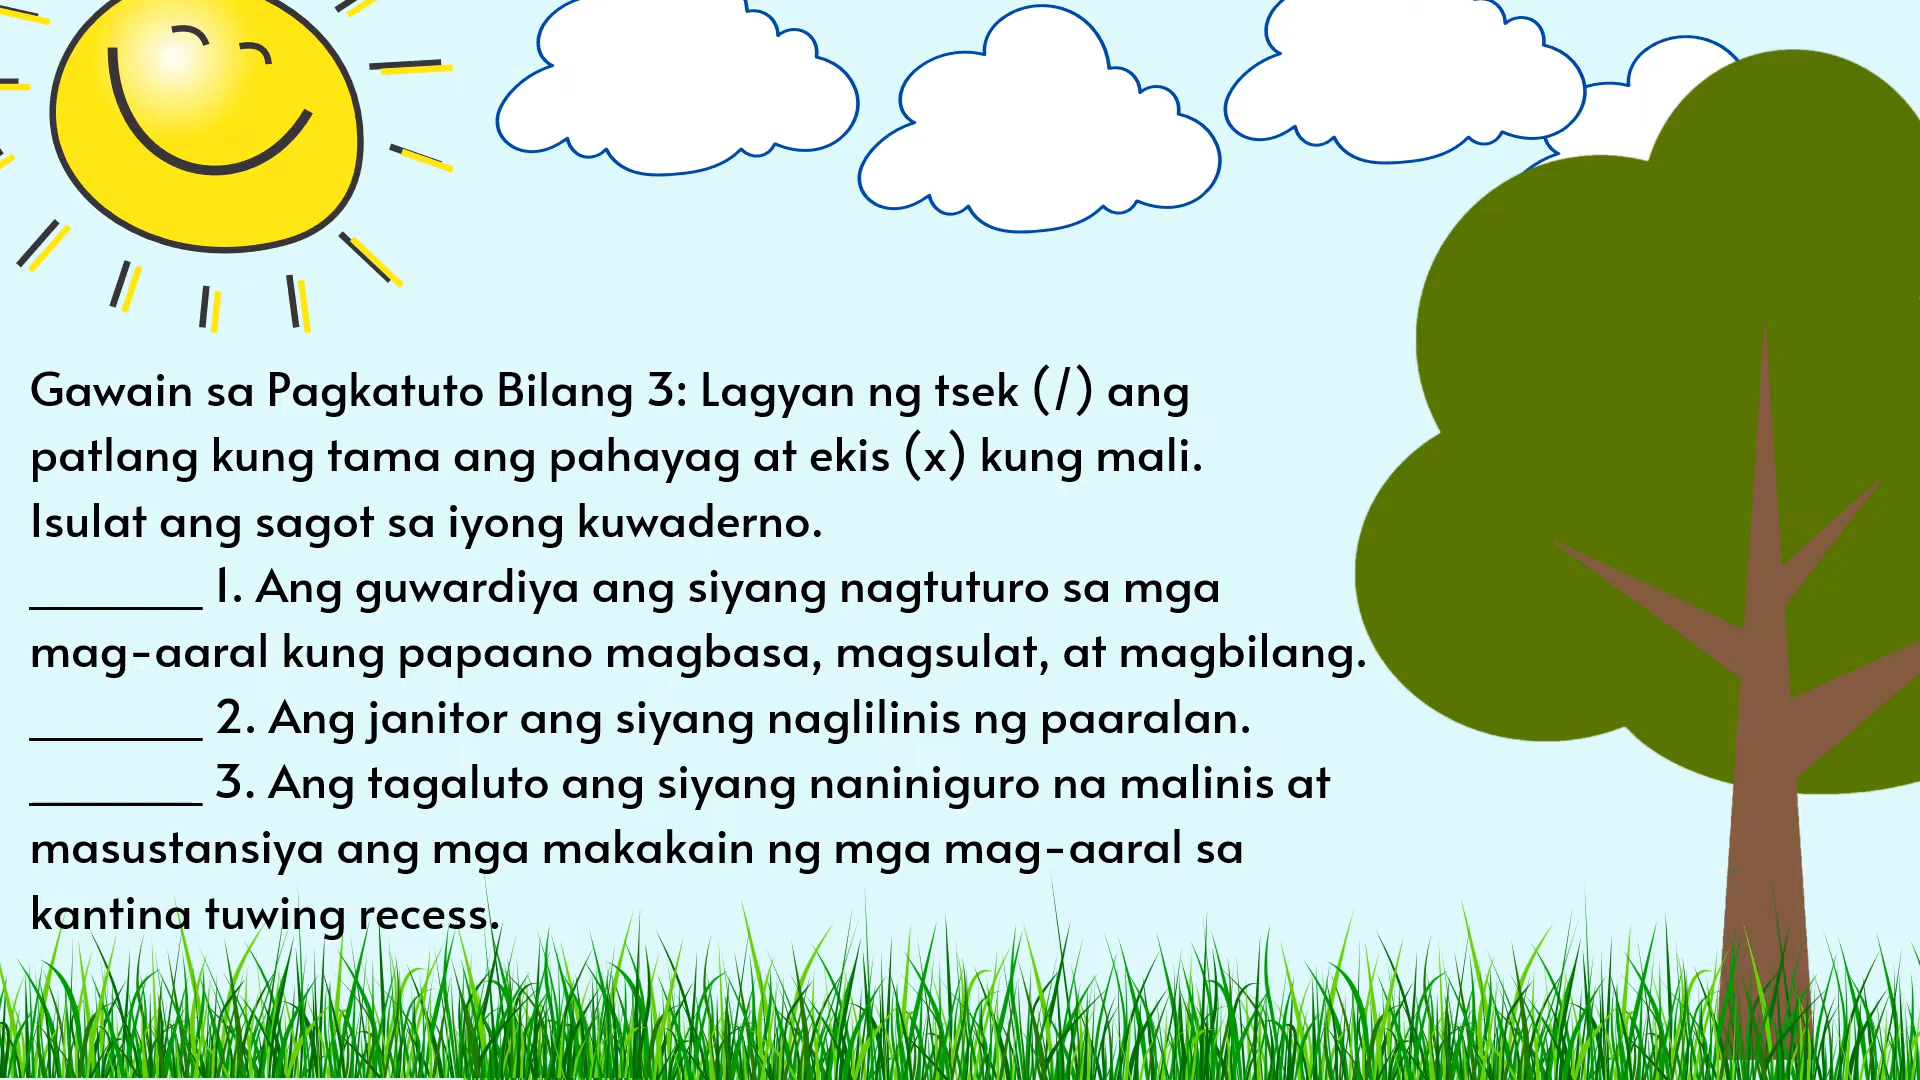 Gawain sa Pagkatuto Bilang 3: Lagyan ng tsek (/) ang
patlang kung tama ang pahayag at ekis (x) kung mali.
Isulat ang sagot sa iyong kuwaderno.
_______ 1. Ang guwardiya ang siyang nagtuturo sa mga
mag-aaral kung papaano magbasa, magsulat, at magbilang.
_______ 2. Ang janitor ang siyang naglilinis ng paaralan.
_______ 3. Ang tagaluto ang siyang naniniguro na malinis at
masustansiya ang mga makakain ng mga mag-aaral sa
kantina tuwing recess.